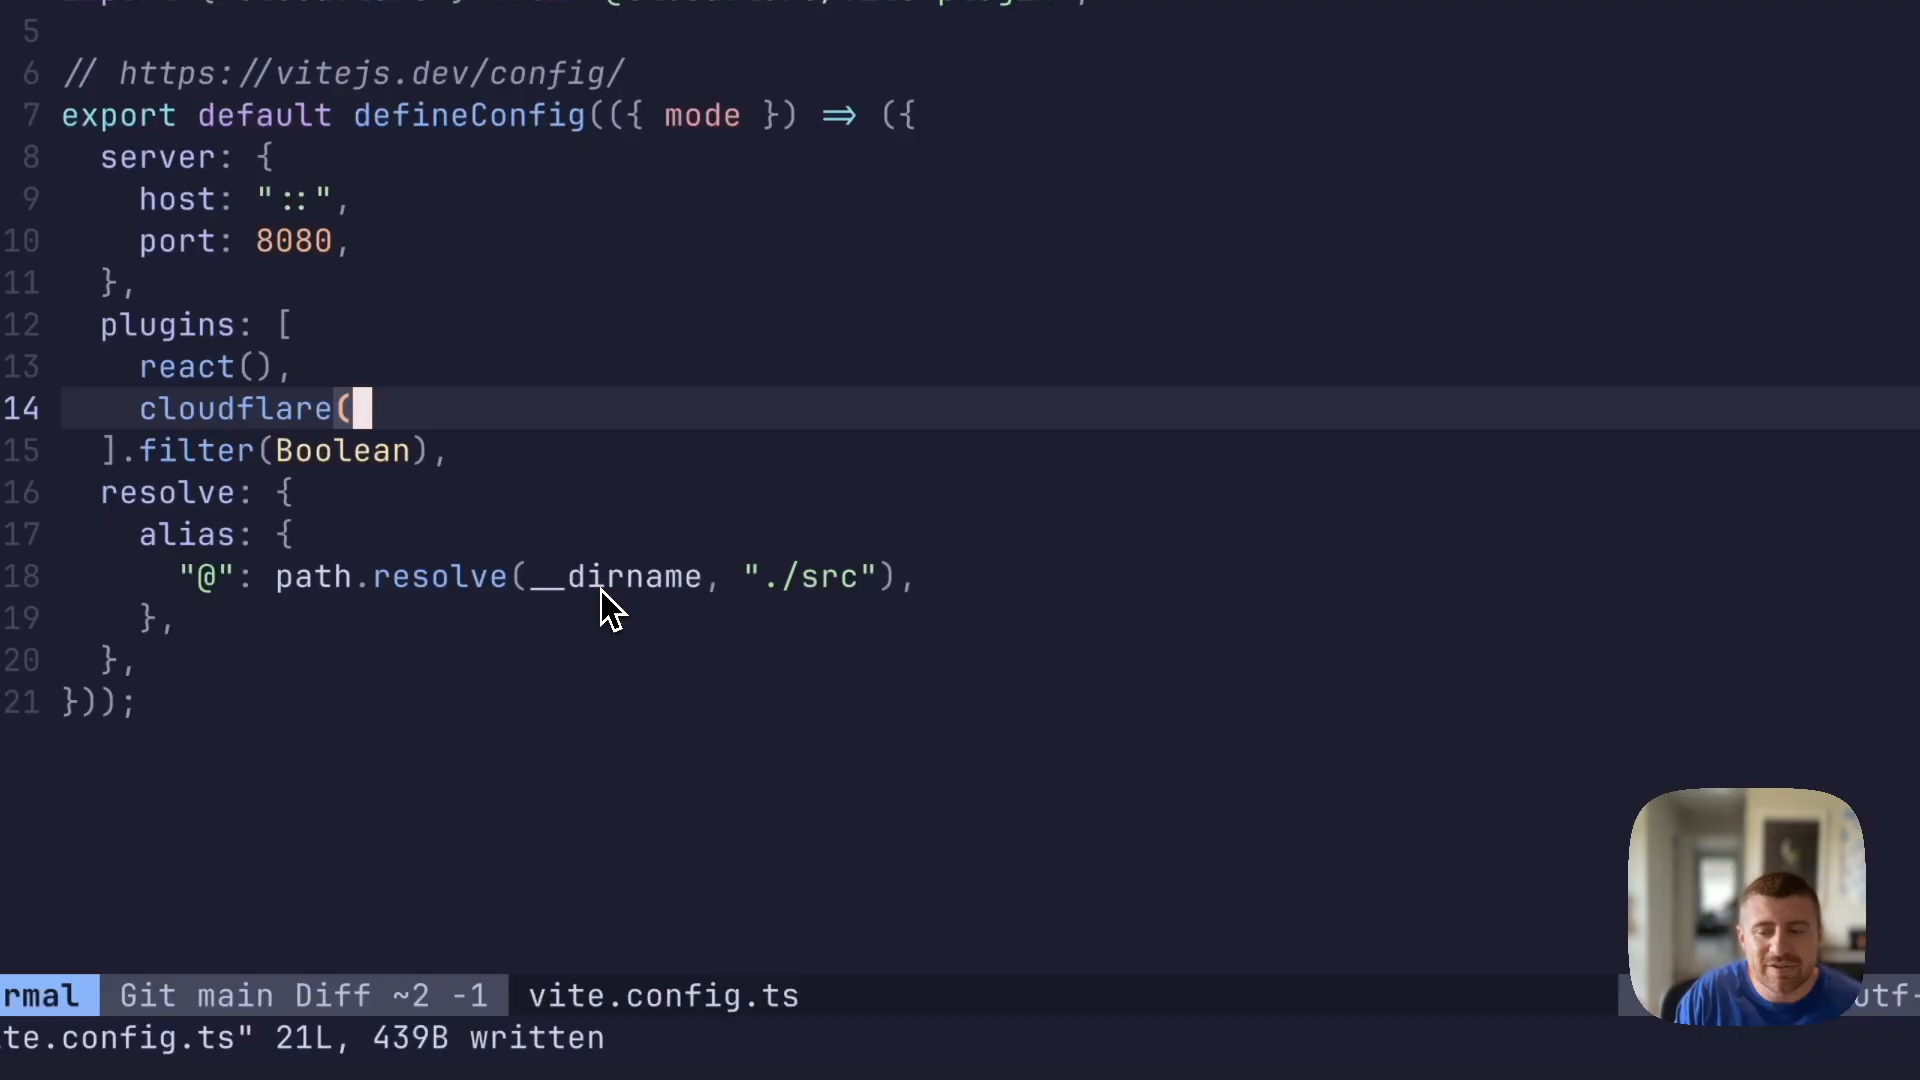 5
6 // https://vitejs.dev/config/
7 export default defineConfig(({ mode }) => ({
8 server: {
9 host: "::",
10 port: 8080,
11 },
12 plugins: [
13 react(),
14 cloudflare(
15 ].filter(Boolean),
16 resolve: {
17 alias: {
18 "@": path.resolve(__dirname, "./src"),
19 },
20 },
21 }));
rmal Git main Diff ~2 -1 vite.config.ts utf-
te.config.ts" 21L, 439B written